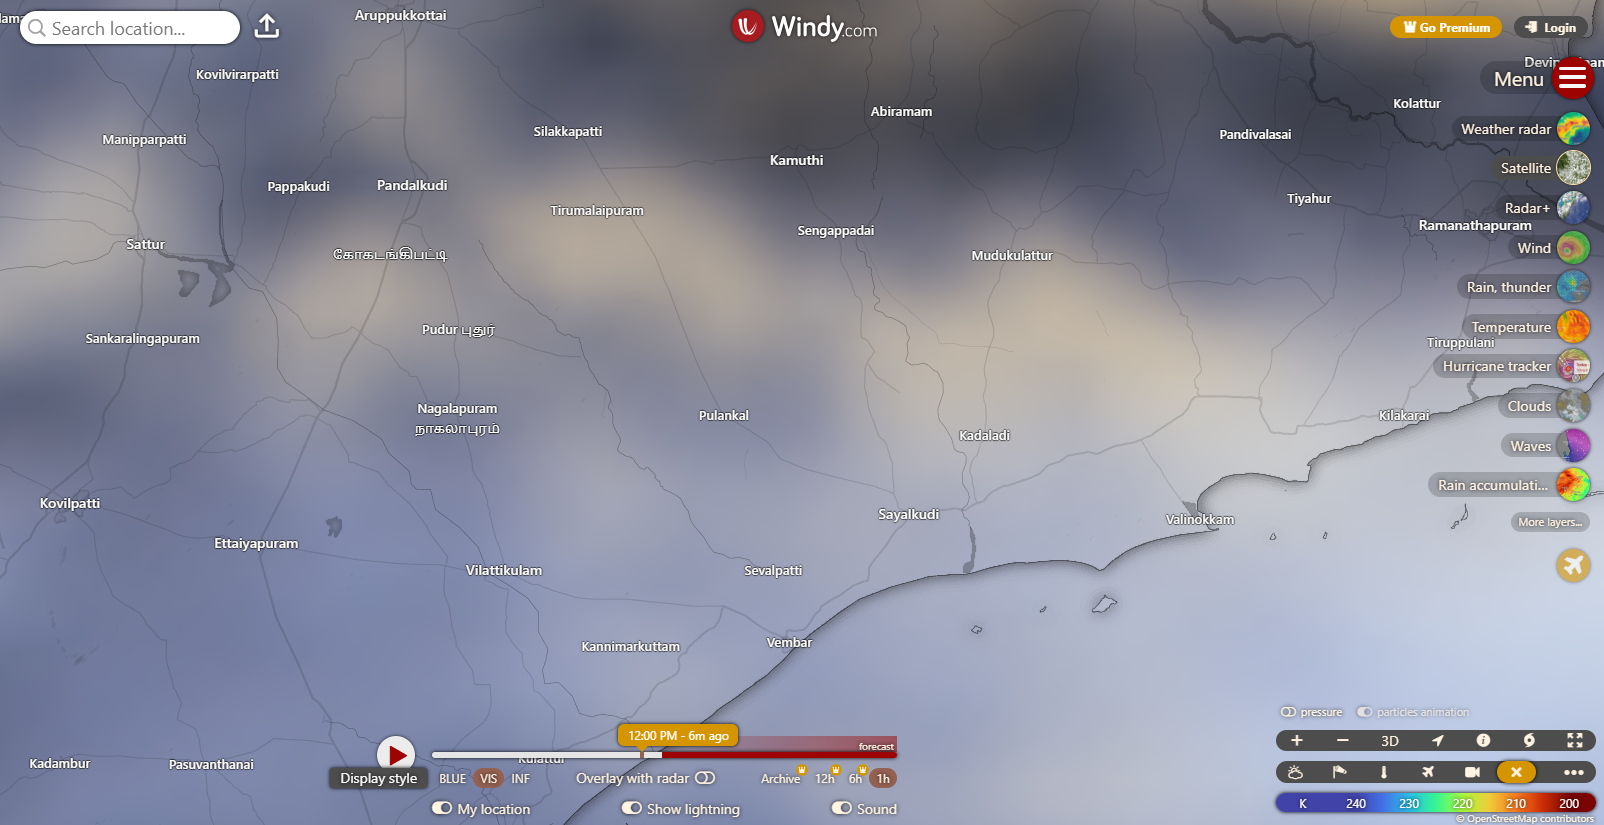 Search location...
Windy.com
Go Premium
Login
Menu
Weather radar
Satellite
Radar+
Wind
Rain, thunder
Temperature
Hurricane tracker
Clouds
Waves
Rain accumulati...
More layers...
Aruppukkottai
Kovilvirarpatti
Abiramam
Kolattur
Silakkapatti
Pandivalasai
Manipparpatti
Kamuthi
Pappakudi
Pandalkudi
Tiyahur
Tirumalaipuram
Ramanathapuram
Sengappadai
Sattur
கோகடங்கிபட்டி
Mudukulattur
Pudur புதுர்
Sankaralingapuram
Tiruppulani
Nagalapuram
நாகலாபுரம்
Pulankal
Kilakarai
Kadaladi
Kovilpatti
Sayalkudi
Valinokkam
Ettaiyapuram
Vilattikulam
Sevalpatti
Vembar
Kannimarkuttam
Kadambur
Pasuvanthanai
Kulattur
12:00 PM - 6m ago
forecast
Display style
BLUE VIS INF
Overlay with radar
Archive 12h 6h 1h
My location
Show lightning
Sound
pressure
particles animation
3D
K 240 230 220 210 200
© OpenStreetMap contributors